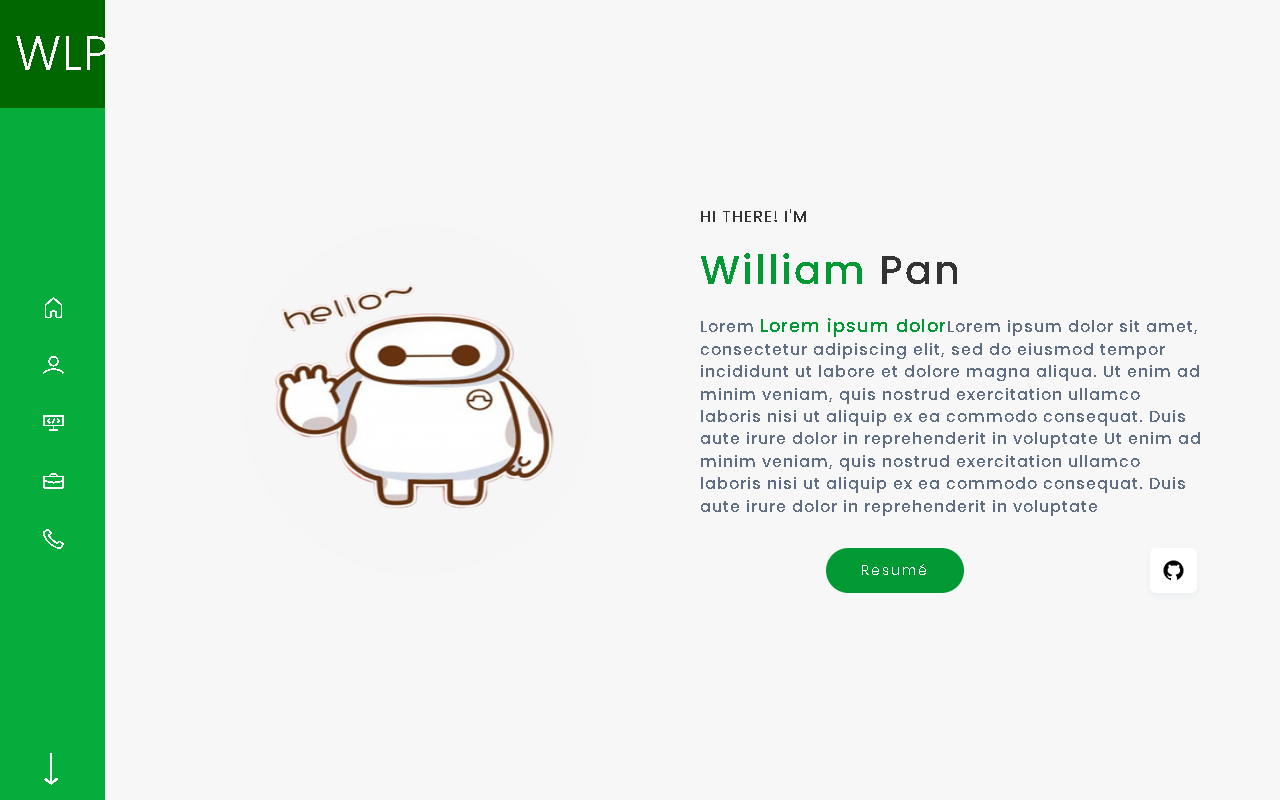 WLP
hello~
HI THERE! I'M
William Pan
Lorem Lorem ipsum dolorLorem ipsum dolor sit amet,
consectetur adipiscing elit, sed do eiusmod tempor
incididunt ut labore et dolore magna aliqua. Ut enim ad
minim veniam, quis nostrud exercitation ullamco
laboris nisi ut aliquip ex ea commodo consequat. Duis
aute irure dolor in reprehenderit in voluptate Ut enim ad
minim veniam, quis nostrud exercitation ullamco
laboris nisi ut aliquip ex ea commodo consequat. Duis
aute irure dolor in reprehenderit in voluptate
Resumé